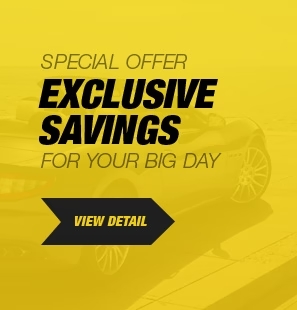 SPECIAL OFFER
EXCLUSIVE
SAVINGS
FOR YOUR BIG DAY
VIEW DETAIL